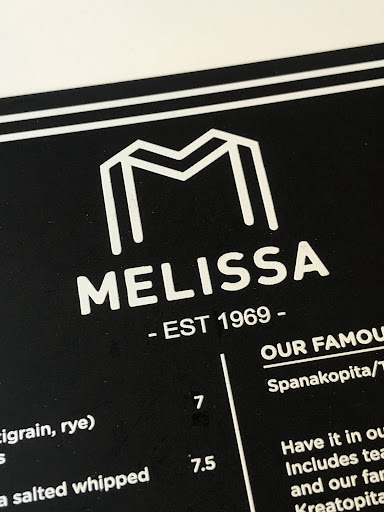 MELISSA
- EST 1969 -
7
tigrain, rye)
s
7.5
a salted whipped
OUR FAMOU
Spanakopita/T
Have it in ou
Includes tea
and our fam
Kreatopita